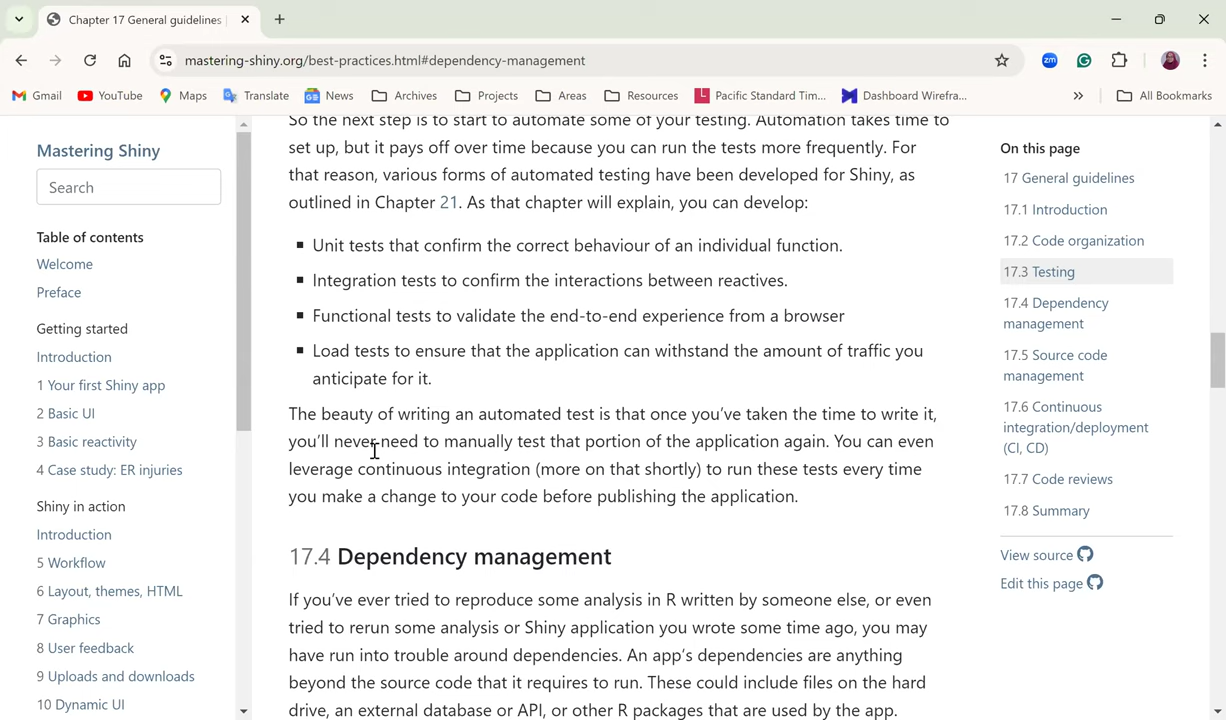 Chapter 17 General guidelines
mastering-shiny.org/best-practices.html#dependency-management
zm
Gmail
YouTube
Maps
Translate
News
Archives
Projects
Areas
Resources
Pacific Standard Tim...
Dashboard Wirefra...
»
All Bookmarks
Mastering Shiny
Search
Table of contents
Welcome
Preface
Getting started
Introduction
1 Your first Shiny app
2 Basic UI
3 Basic reactivity
4 Case study: ER injuries
Shiny in action
Introduction
5 Workflow
6 Layout, themes, HTML
7 Graphics
8 User feedback
9 Uploads and downloads
10 Dynamic UI
So the next step is to start to automate some of your testing. Automation takes time to
set up, but it pays off over time because you can run the tests more frequently. For
that reason, various forms of automated testing have been developed for Shiny, as
outlined in Chapter 21. As that chapter will explain, you can develop:
▪ Unit tests that confirm the correct behaviour of an individual function.
▪ Integration tests to confirm the interactions between reactives.
▪ Functional tests to validate the end-to-end experience from a browser
▪ Load tests to ensure that the application can withstand the amount of traffic you
anticipate for it.
The beauty of writing an automated test is that once you've taken the time to write it,
you'll never need to manually test that portion of the application again. You can even
leverage continuous integration (more on that shortly) to run these tests every time
you make a change to your code before publishing the application.
17.4 Dependency management
If you've ever tried to reproduce some analysis in R written by someone else, or even
tried to rerun some analysis or Shiny application you wrote some time ago, you may
have run into trouble around dependencies. An app's dependencies are anything
beyond the source code that it requires to run. These could include files on the hard
drive, an external database or API, or other R packages that are used by the app.
On this page
17 General guidelines
17.1 Introduction
17.2 Code organization
17.3 Testing
17.4 Dependency
management
17.5 Source code
management
17.6 Continuous
integration/deployment
(CI, CD)
17.7 Code reviews
17.8 Summary
View source
Edit this page